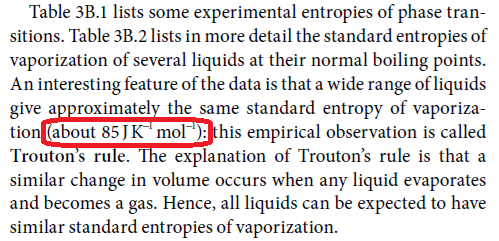 Table 3B.1 lists some experimental entropies of phase tran-
sitions. Table 3B.2 lists in more detail the standard entropies of
vaporization of several liquids at their normal boiling points.
An interesting feature of the data is that a wide range of liquids
give approximately the same standard entropy of vaporiza-
tion (about 85 J K⁻¹ mol⁻¹): this empirical observation is called
Trouton's rule. The explanation of Trouton's rule is that a
similar change in volume occurs when any liquid evaporates
and becomes a gas. Hence, all liquids can be expected to have
similar standard entropies of vaporization.